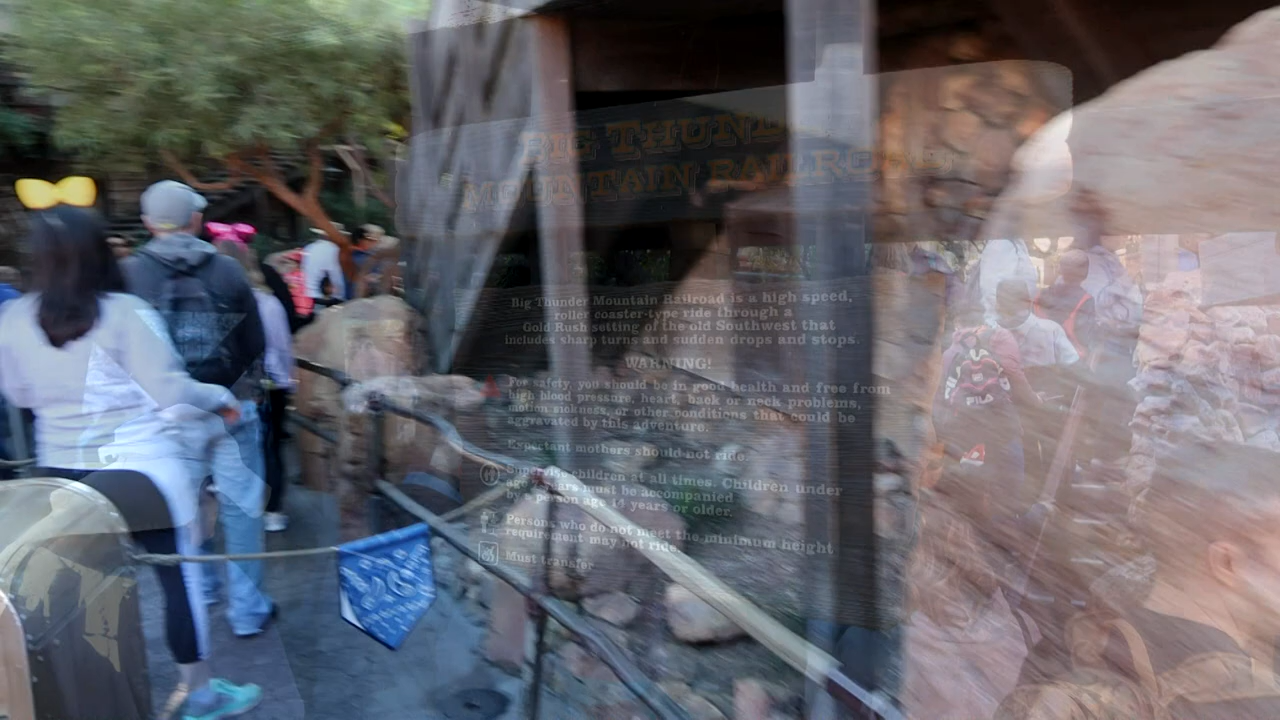 BIG THUND
MOUNTAIN RAILROAD
Big Thunder Mountain Railroad is a high speed,
roller coaster-type ride through a
Gold Rush setting of the old Southwest that
includes sharp turns and sudden drops and stops.
WARNING!
For safety, you should be in good health and free from
high blood pressure, heart, back or neck problems,
motion sickness, or other conditions that could be
aggravated by this adventure.
Expectant mothers should not ride.
Supervise children at all times. Children under
age must be accompanied
by a person age 14 years or older.
Persons who do not meet the minimum height
requirement may not ride.
Must transfer
FILA